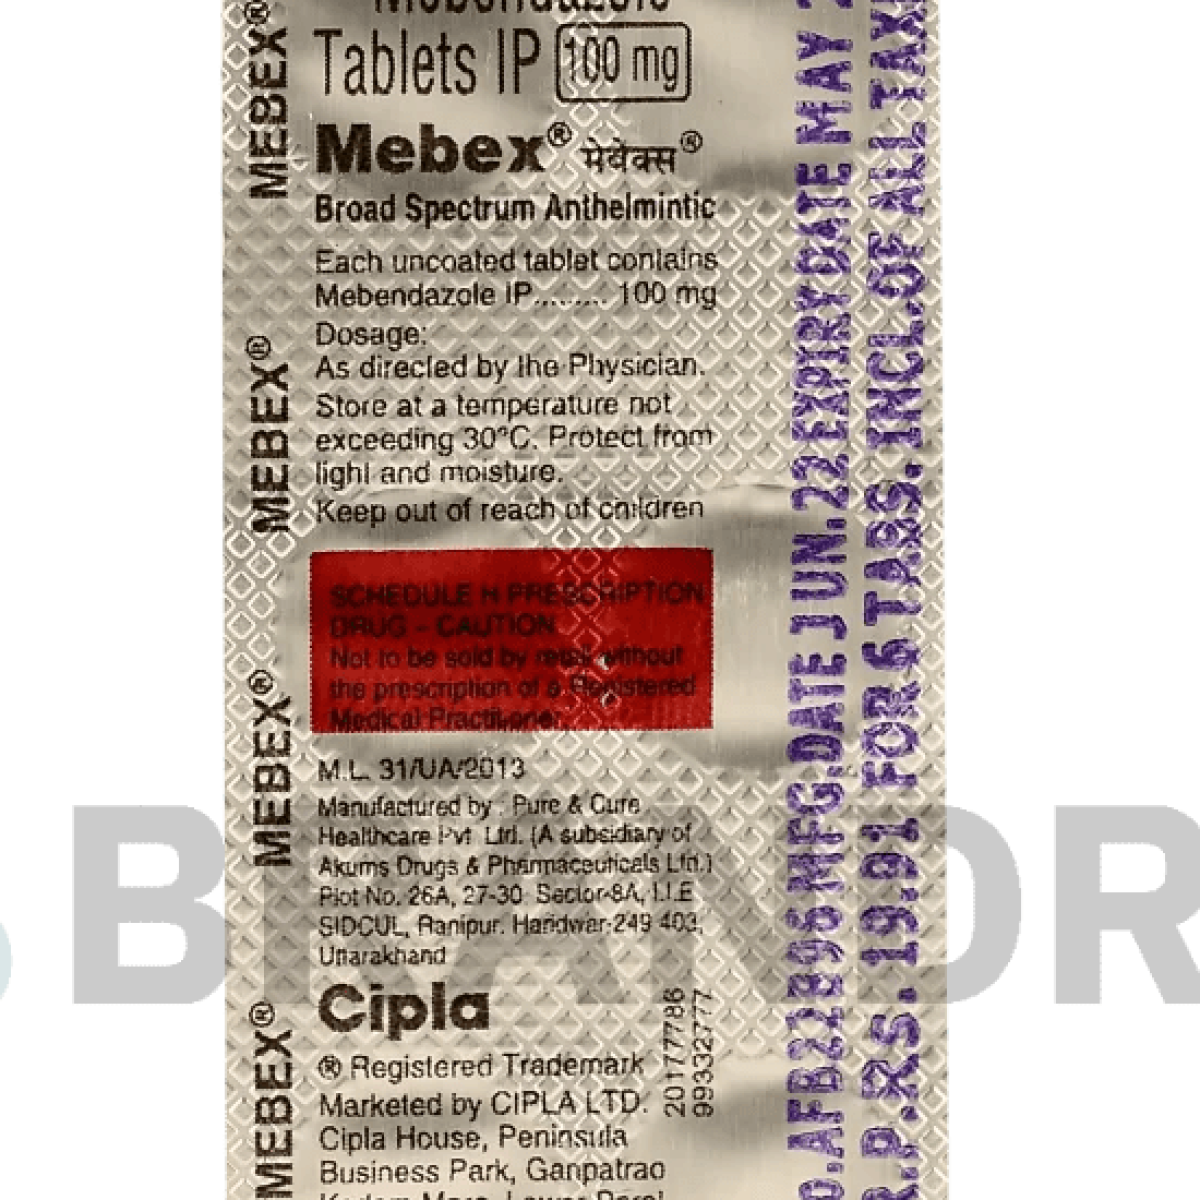 Mebendazole
Tablets IP 100 mg
Mebex® मेबेक्स®
Broad Spectrum Anthelmintic
Each uncoated tablet contains
Mebendazole IP......... 100 mg
Dosage:
As directed by the Physician.
Store at a temperature not
exceeding 30°C. Protect from
light and moisture.
Keep out of reach of children
SCHEDULE H PRESCRIPTION
DRUG - CAUTION
Not to be sold by retail without
the prescription of a Registered
Medical Practitioner.
M.L. 31/UA/2013
Manufactured by : Pure & Cure
Healthcare Pvt. Ltd. (A subsidiary of
Akums Drugs & Pharmaceuticals Ltd.)
Plot No. 26A, 27-30 Sector-8A, I.I.E
SIDCUL, Ranipur. Haridwar-249 403,
Uttarakhand
Cipla
® Registered Trademark
Marketed by CIPLA LTD.
Cipla House, Peninsula
Business Park, Ganpatrao
20177786
99332777
MEBEX®
MEBEX®
MEBEX®
MEBEX®
O.AFB22B96 MFG.DATE JUN.22 EXPIRY DATE MAY 2
R.P.RS. 19.91 FOR 6 TABS. INCL.OF ALL TAX
BRANDR